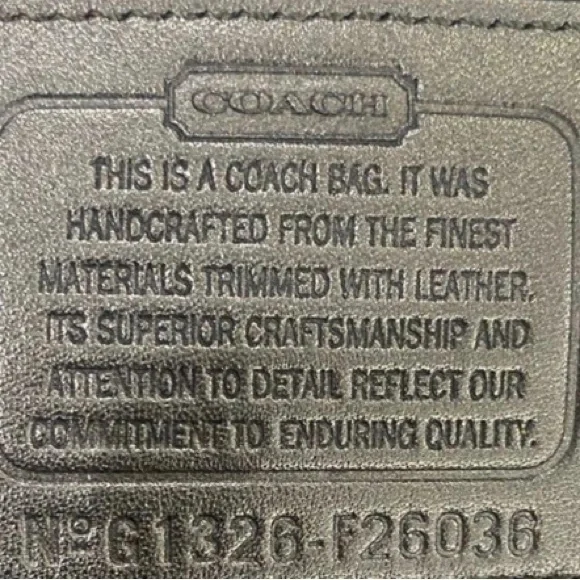 COACH
THIS IS A COACH BAG. IT WAS
HANDCRAFTED FROM THE FINEST
MATERIALS TRIMMED WITH LEATHER.
ITS SUPERIOR CRAFTSMANSHIP AND
ATTENTION TO DETAIL REFLECT OUR
COMMITMENT TO ENDURING QUALITY.
Nº G1326-F26036